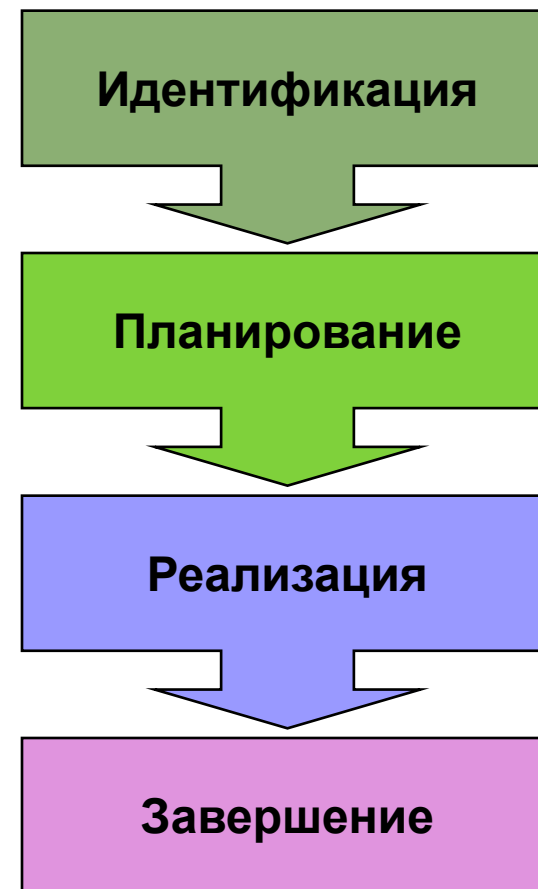 Идентификация
Планирование
Реализация
Завершение